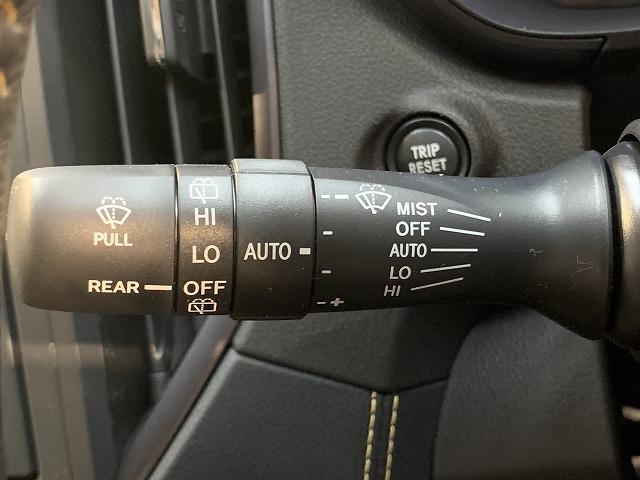 TRIP
RESET
PULL
REAR
HI
LO
OFF
AUTO
- +
MIST
OFF
AUTO
LO
HI